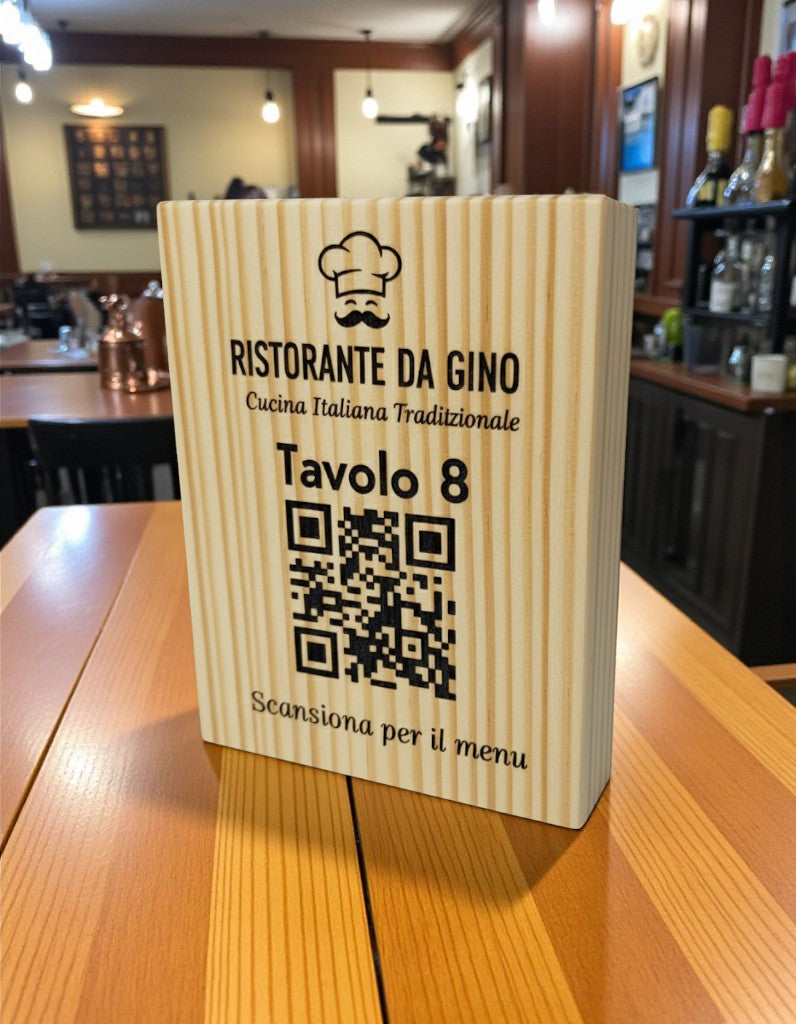 RISTORANTE DA GINO
Cucina Italiana Traditzionale
Tavolo 8
Scansiona per il menu